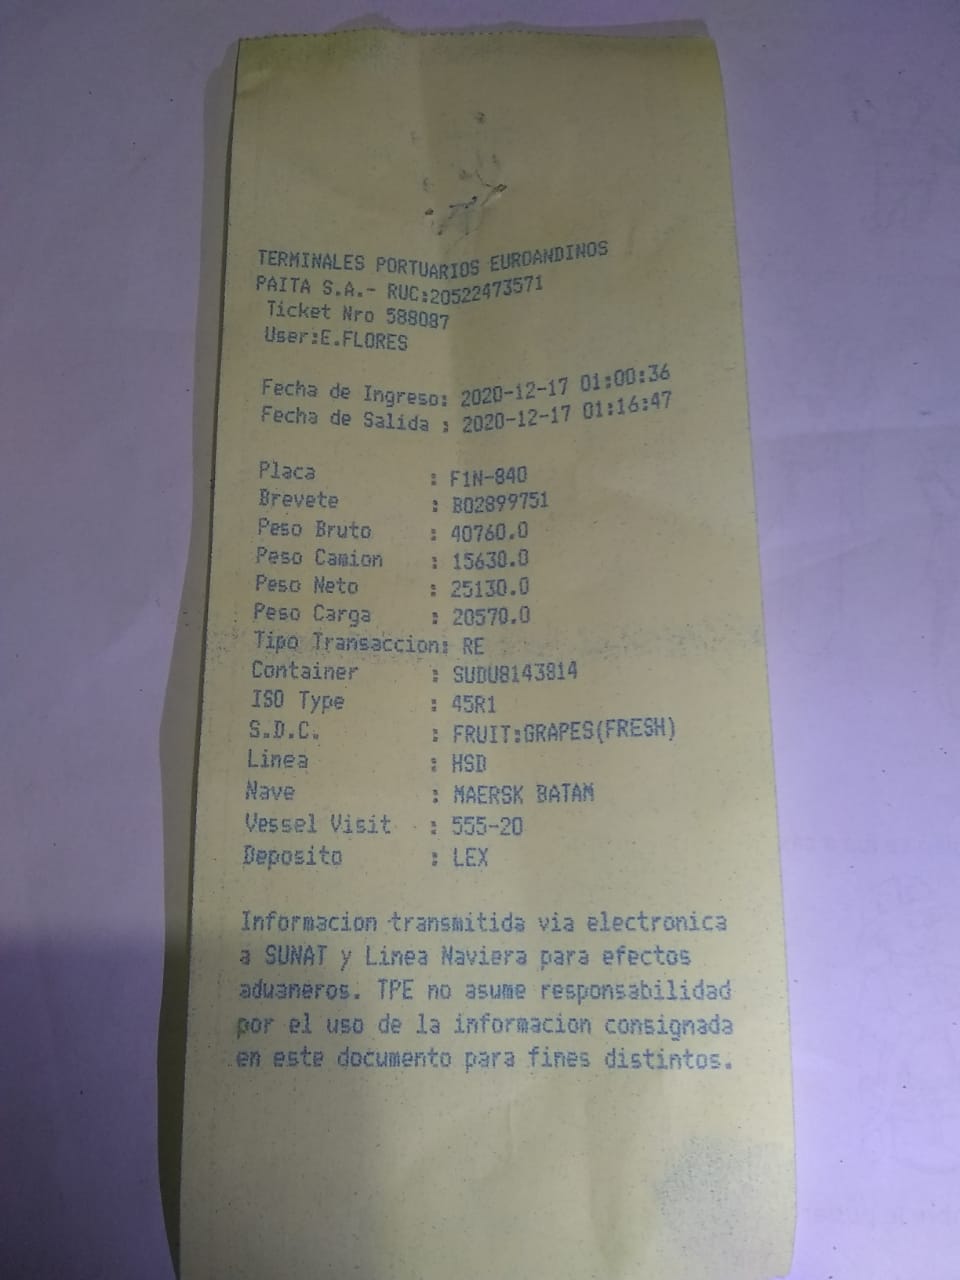 TERMINALES PORTUARIOS EUROANDINOS
PAITA S.A.- RUC:20522473571
Ticket Nro 588087
User:E.FLORES
Fecha de Ingreso: 2020-12-17 01:00:36
Fecha de Salida : 2020-12-17 01:16:47
Placa : F1N-840
Brevete : B02899751
Peso Bruto : 40760.0
Peso Camion : 15630.0
Peso Neto : 25130.0
Peso Carga : 20570.0
Tipo Transaccion: RE
Container : SUDU8143814
ISO Type : 45R1
S.D.C. : FRUIT:GRAPES(FRESH)
Linea : HSD
Nave : MAERSK BATAM
Vessel Visit : 555-20
Deposito : LEX
Informacion transmitida via electronica
a SUNAT y Linea Naviera para efectos
aduaneros. TPE no asume responsabilidad
por el uso de la informacion consignada
en este documento para fines distintos.